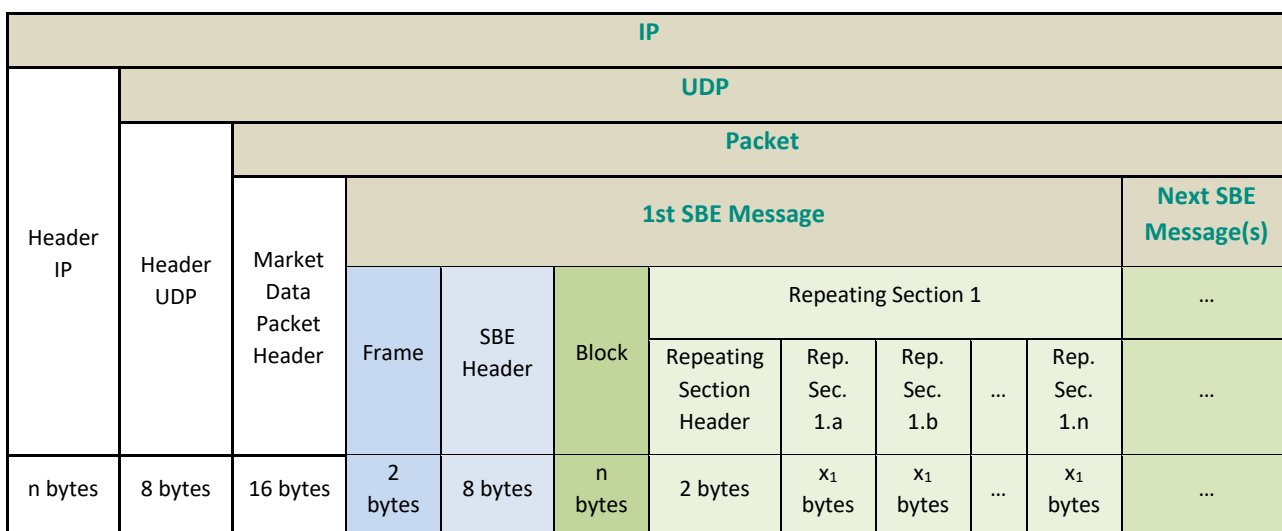 IP
UDP
Packet
Header
IP
Header
UDP
Market
Data
Packet
Header
1st SBE Message
Next SBE
Message(s)
Frame
SBE
Header
Block
Repeating Section 1
...
Repeating
Section
Header
Rep.
Sec.
1.a
Rep.
Sec.
1.b
...
Rep.
Sec.
1.n
...
n bytes
8 bytes
16 bytes
2
bytes
8 bytes
n
bytes
2 bytes
x₁
bytes
x₁
bytes
...
x₁
bytes
...